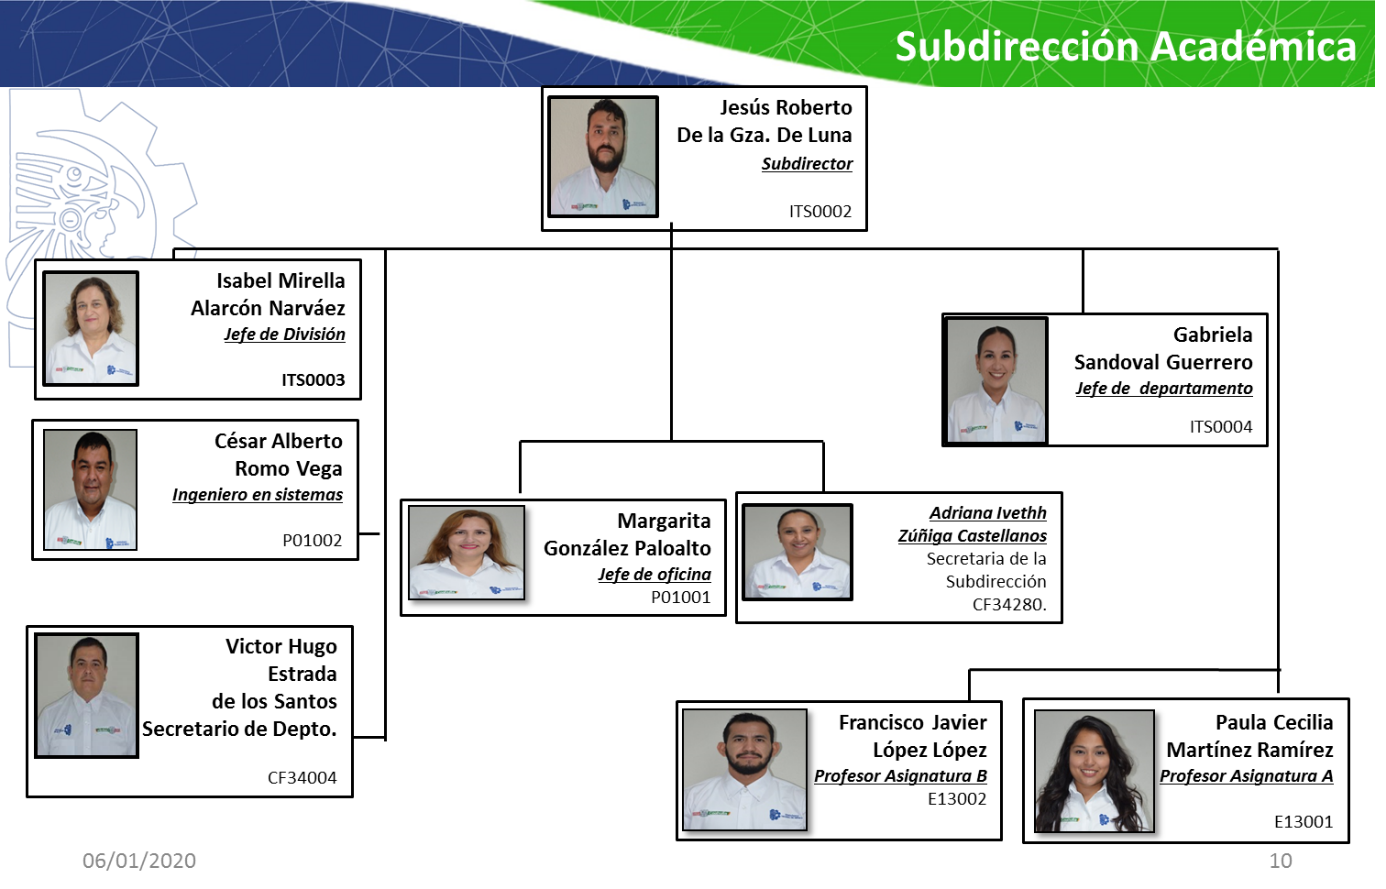 Subdirección Académica
Jesús Roberto
De la Gza. De Luna
Subdirector
ITS0002
Isabel Mirella
Alarcón Narváez
Jefe de División
ITS0003
Gabriela
Sandoval Guerrero
Jefe de  departamento
ITS0004
César Alberto
Romo Vega
Ingeniero en sistemas
P01002
Margarita
González Paloalto
Jefe de oficina
P01001
Adriana Ivethh
Zúñiga Castellanos
Secretaria de la
Subdirección
CF34280.
Victor Hugo
Estrada
de los Santos
Secretario de Depto.
CF34004
Francisco Javier
López López
Profesor Asignatura B
E13002
Paula Cecilia
Martínez Ramírez
Profesor Asignatura A
E13001
06/01/2020
10